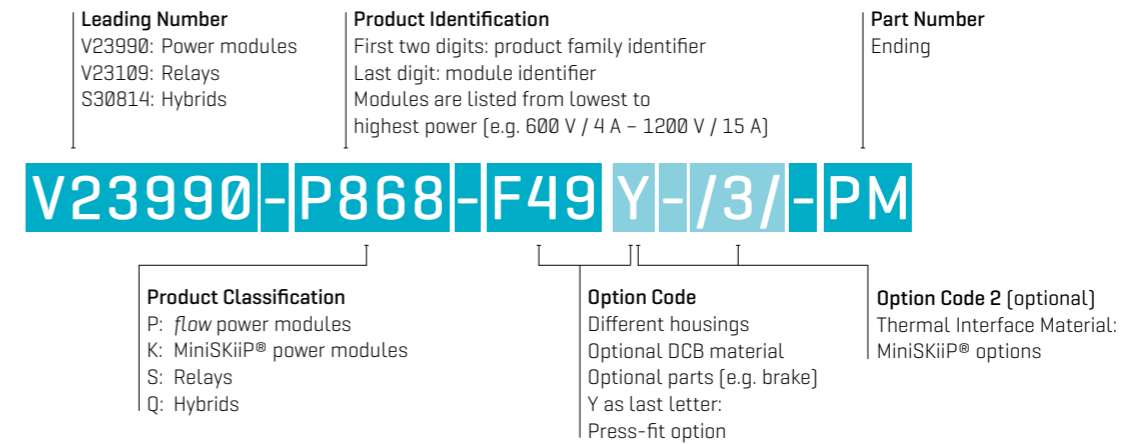 Leading Number
V23990: Power modules
V23109: Relays
S30814: Hybrids
Product Identification
First two digits: product family identifier
Last digit: module identifier
Modules are listed from lowest to
highest power (e.g. 600 V / 4 A – 1200 V / 15 A)
Part Number
Ending
V23990-P868-F49 Y-/3/-PM
Product Classification
P: flow power modules
K: MiniSKiiP® power modules
S: Relays
Q: Hybrids
Option Code
Different housings
Optional DCB material
Optional parts (e.g. brake)
Y as last letter:
Press-fit option
Option Code 2 (optional)
Thermal Interface Material:
MiniSKiiP® options